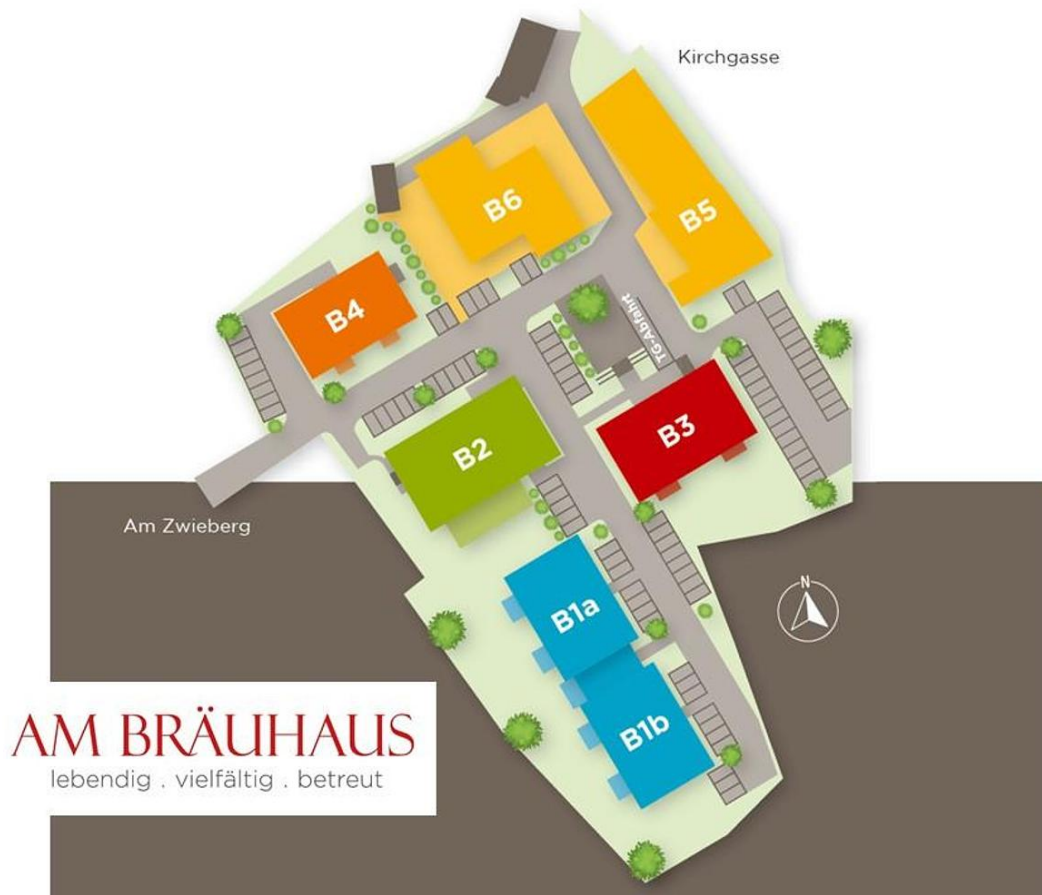 Kirchgasse
B6
B5
B4
TG-Abfahrt
B3
B2
Am Zwieberg
B1a
N
B1b
AM BRÄUHAUS
lebendig . vielfältig . betreut